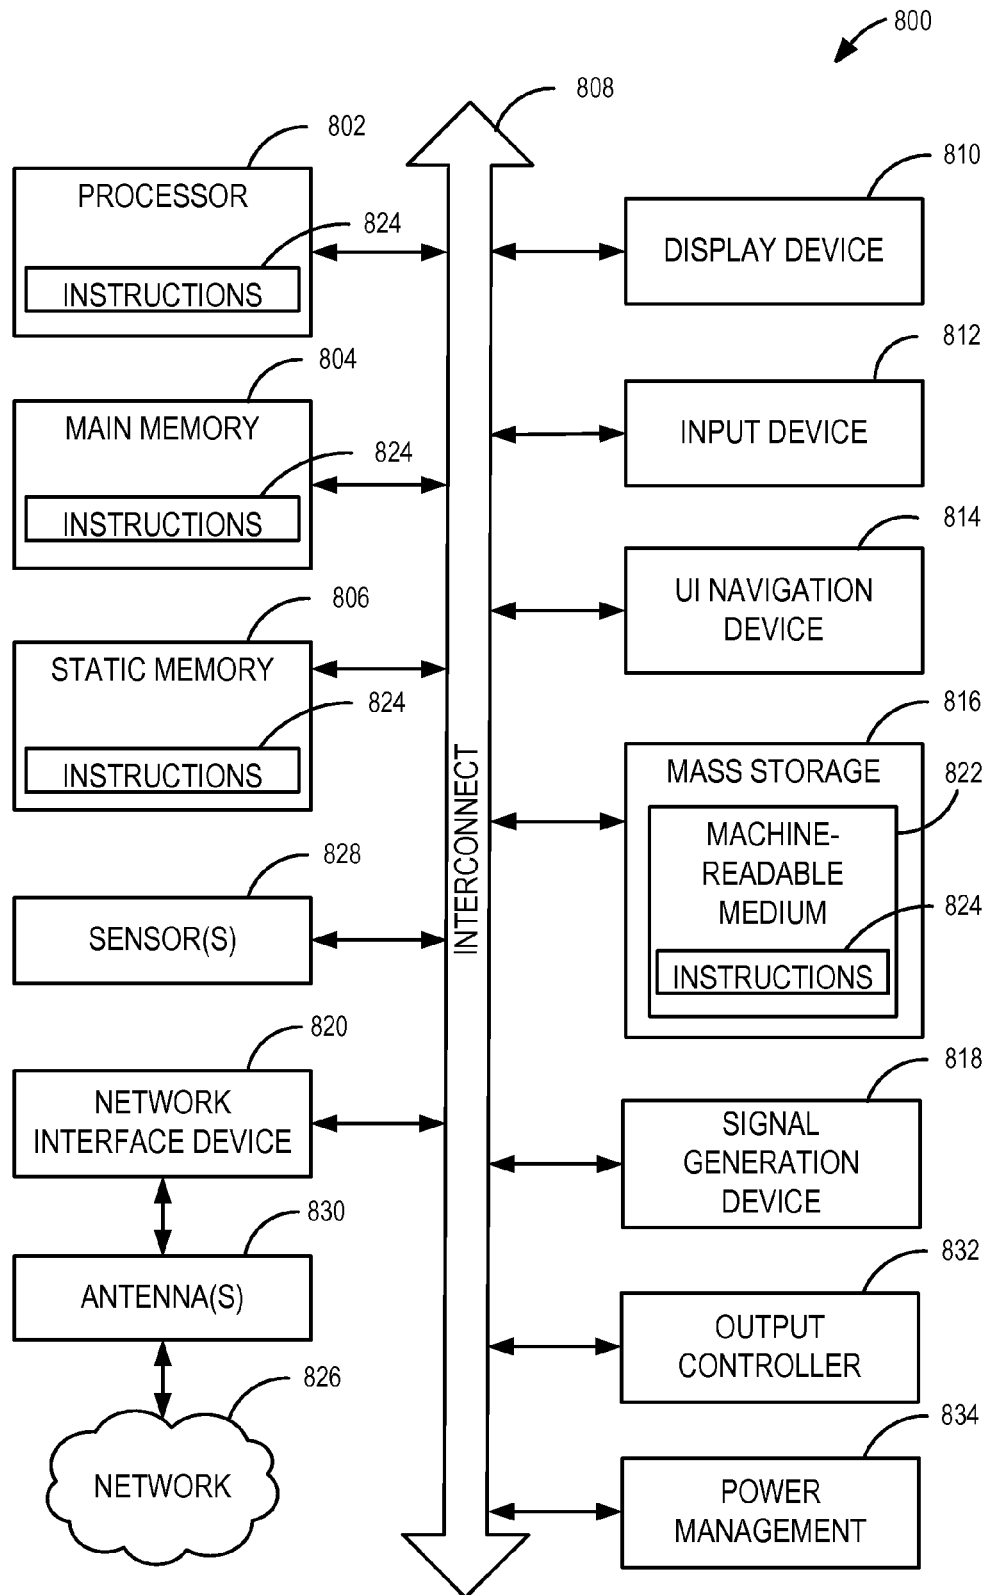 800
808
802
PROCESSOR
824
INSTRUCTIONS
804
MAIN MEMORY
824
INSTRUCTIONS
806
STATIC MEMORY
824
INSTRUCTIONS
828
SENSOR(S)
820
NETWORK
INTERFACE DEVICE
830
ANTENNA(S)
826
NETWORK
INTERCONNECT
810
DISPLAY DEVICE
812
INPUT DEVICE
814
UI NAVIGATION
DEVICE
816
MASS STORAGE
822
MACHINE-
READABLE
MEDIUM
824
INSTRUCTIONS
818
SIGNAL
GENERATION
DEVICE
832
OUTPUT
CONTROLLER
834
POWER
MANAGEMENT